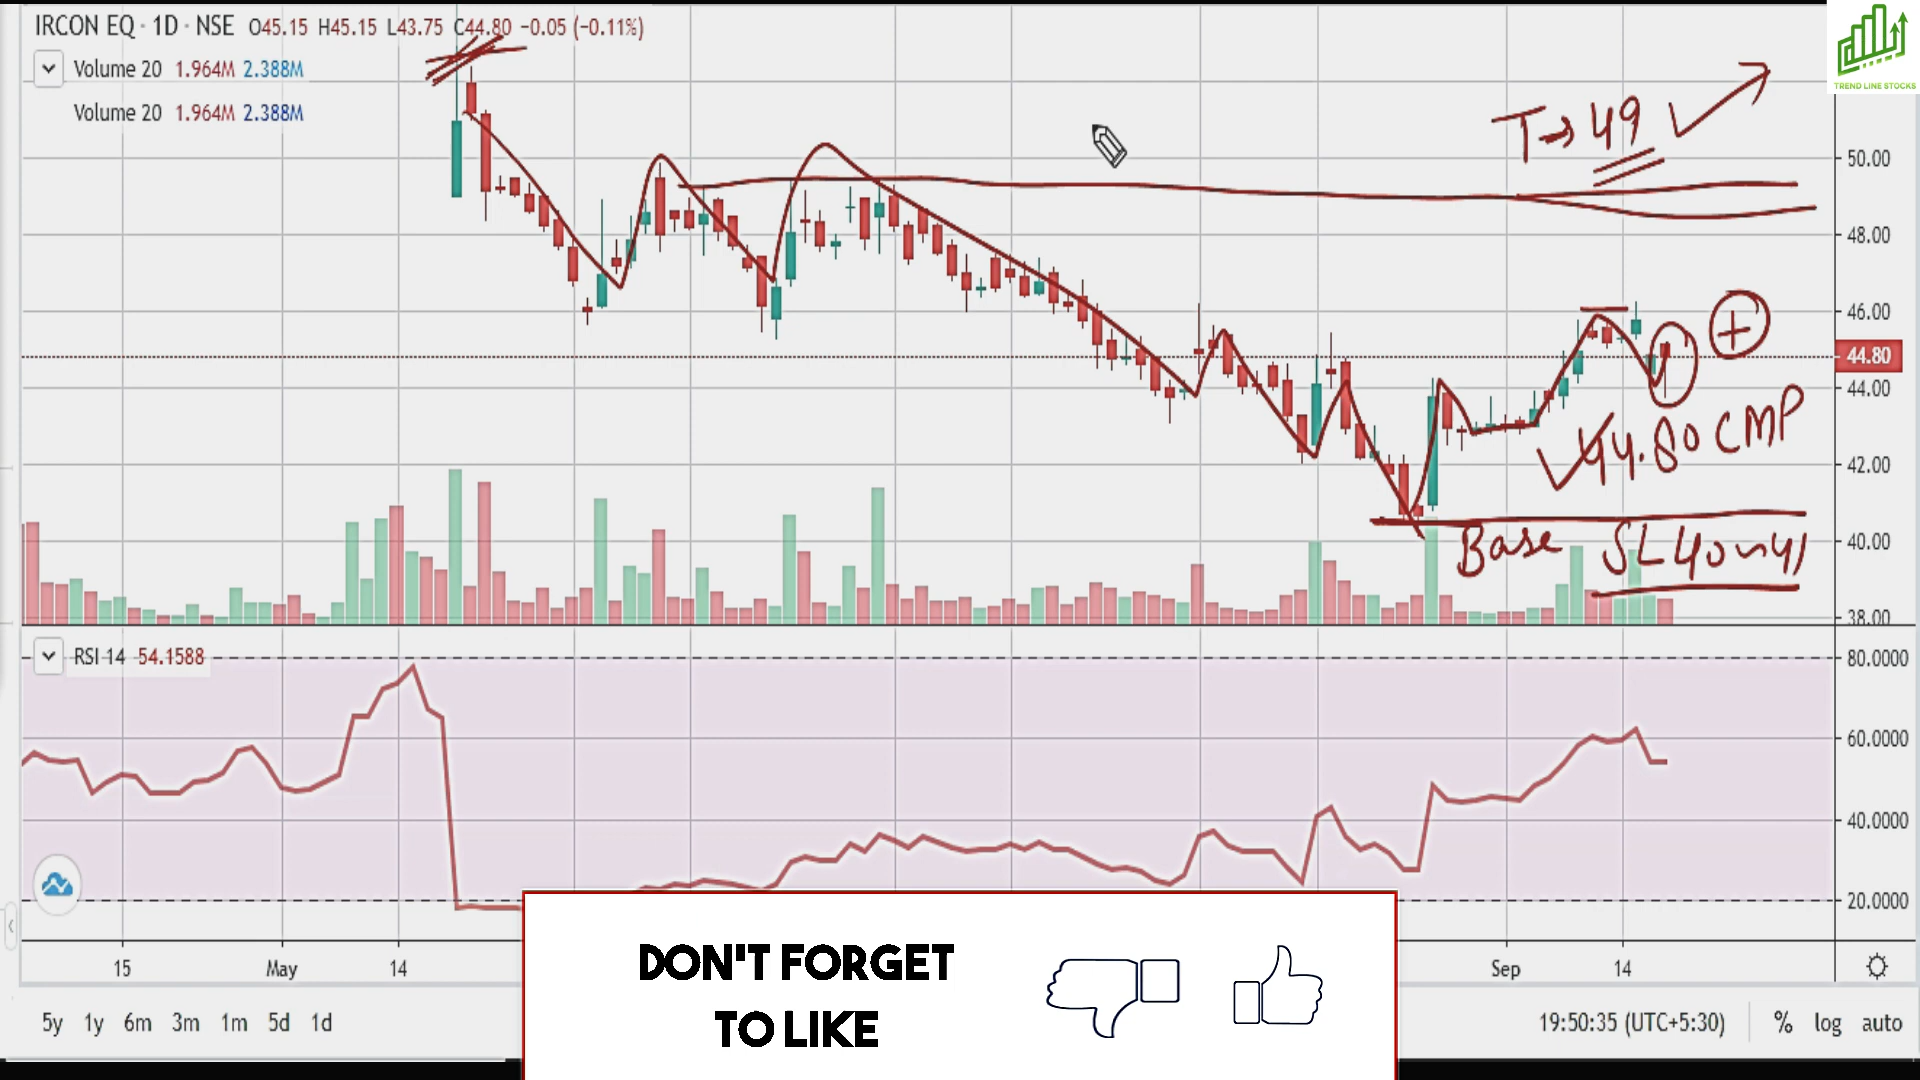 IRCON EQ · 1D · NSE O45.15 H45.15 L43.75 C44.80 −0.05 (−0.11%)
Volume 20 1.964M 2.388M
Volume 20 1.964M 2.388M
TREND LINE STOCKS
T→ 49
50.00
48.00
46.00
44.80
44.00
42.00
40.00
38.00
44.80 CMP
Base SL 40 41
RSI 14 54.1588
80.0000
60.0000
40.0000
20.0000
15 May 14 Sep 14
DON'T FORGET
TO LIKE
5y 1y 6m 3m 1m 5d 1d
19:50:35 (UTC+5:30) % log auto